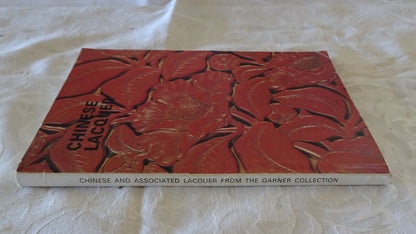 CHINESE
LACQUER
CHINESE AND ASSOCIATED LACQUER FROM THE GARNER COLLECTION